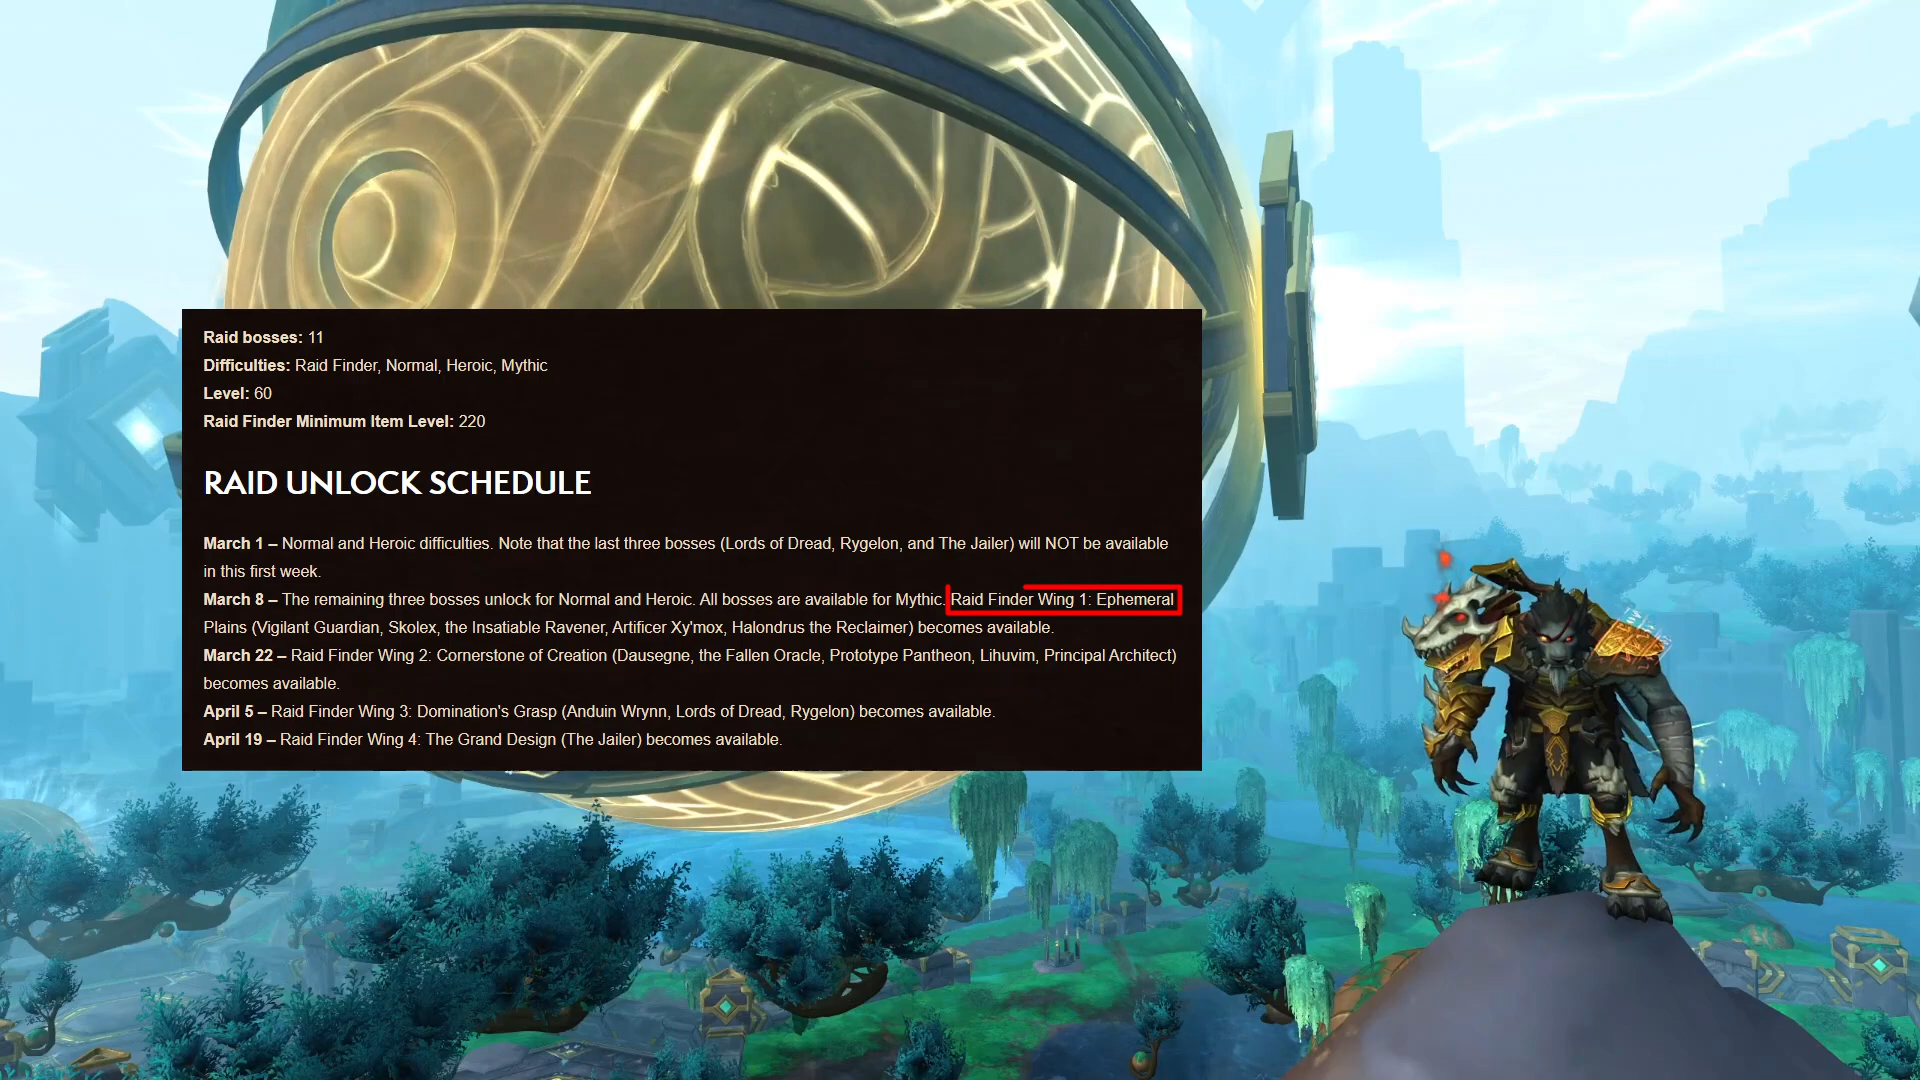 Raid bosses: 11
Difficulties: Raid Finder, Normal, Heroic, Mythic
Level: 60
Raid Finder Minimum Item Level: 220
RAID UNLOCK SCHEDULE
March 1 – Normal and Heroic difficulties. Note that the last three bosses (Lords of Dread, Rygelon, and The Jailer) will NOT be available
in this first week.
March 8 – The remaining three bosses unlock for Normal and Heroic. All bosses are available for Mythic. Raid Finder Wing 1: Ephemeral
Plains (Vigilant Guardian, Skolex, the Insatiable Ravener, Artificer Xy'mox, Halondrus the Reclaimer) becomes available.
March 22 – Raid Finder Wing 2: Cornerstone of Creation (Dausegne, the Fallen Oracle, Prototype Pantheon, Lihuvim, Principal Architect)
becomes available.
April 5 – Raid Finder Wing 3: Domination's Grasp (Anduin Wrynn, Lords of Dread, Rygelon) becomes available.
April 19 – Raid Finder Wing 4: The Grand Design (The Jailer) becomes available.